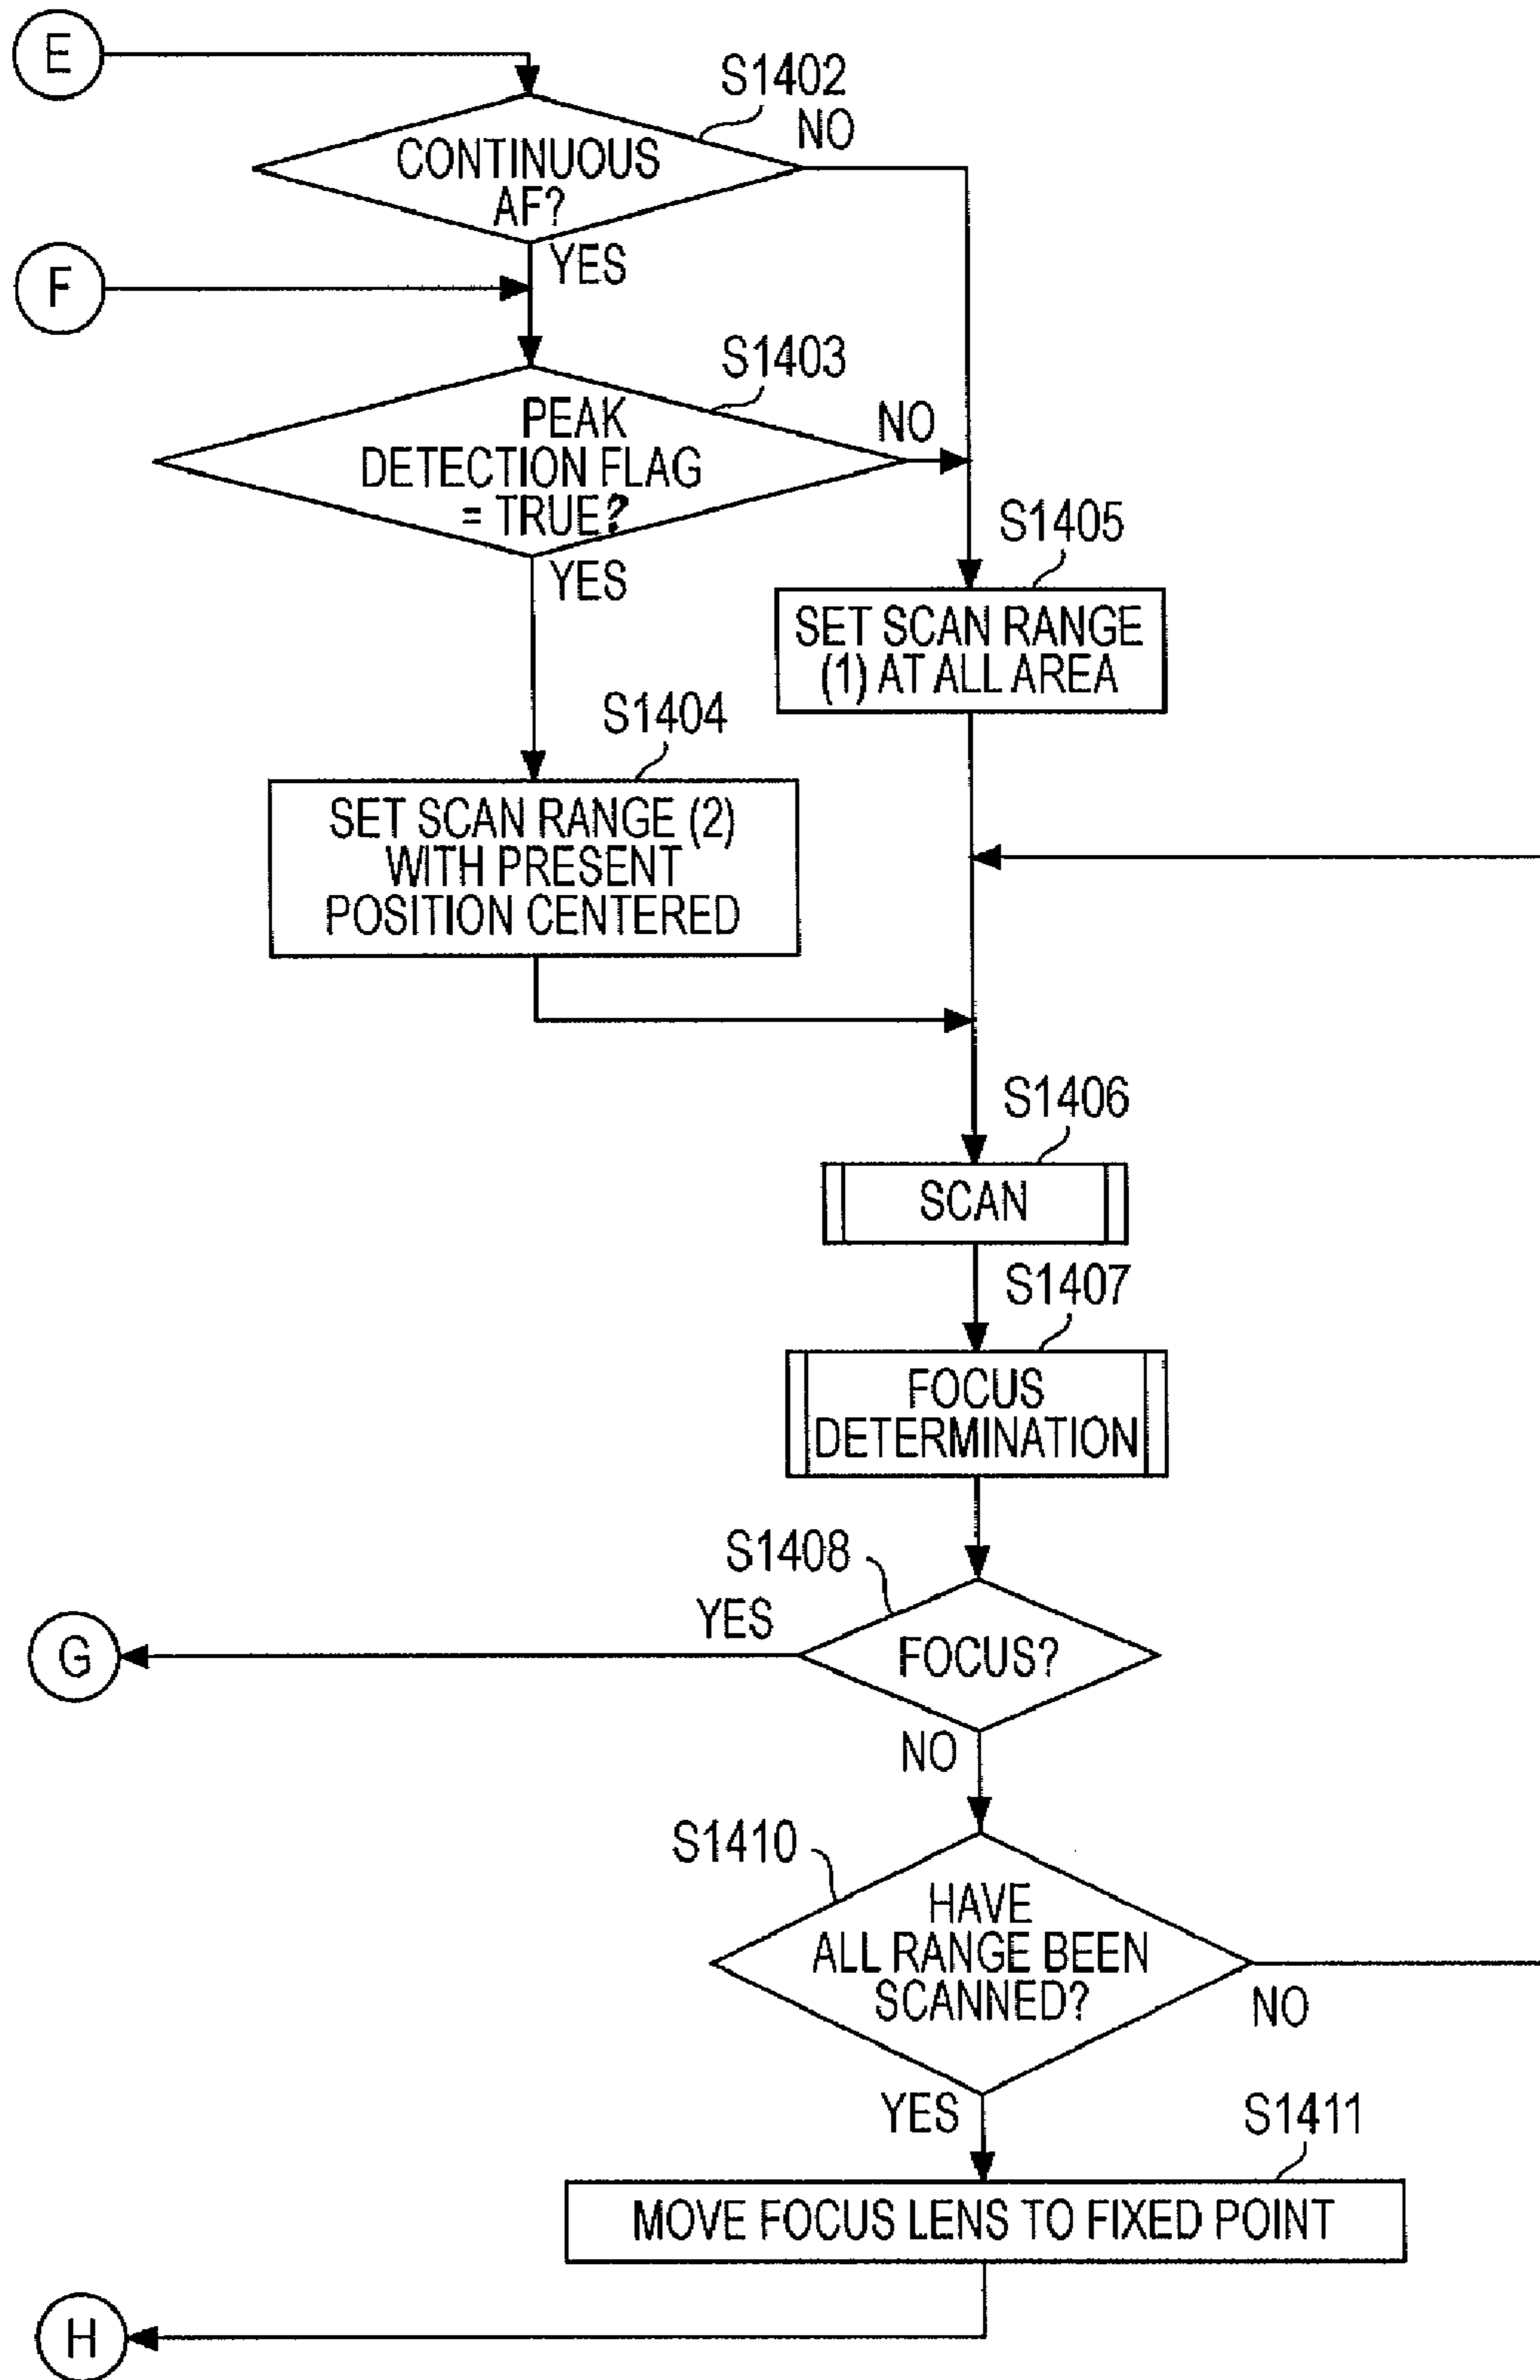 E
S1402
NO
CONTINUOUS
AF?
YES
F
S1403
NO
PEAK
DETECTION FLAG
= TRUE?
YES
S1405
SET SCAN RANGE
(1) AT ALL AREA
S1404
SET SCAN RANGE (2)
WITH PRESENT
POSITION CENTERED
S1406
SCAN
S1407
FOCUS
DETERMINATION
S1408
YES
G
FOCUS?
NO
S1410
HAVE
ALL RANGE BEEN
SCANNED?
NO
YES
S1411
MOVE FOCUS LENS TO FIXED POINT
H